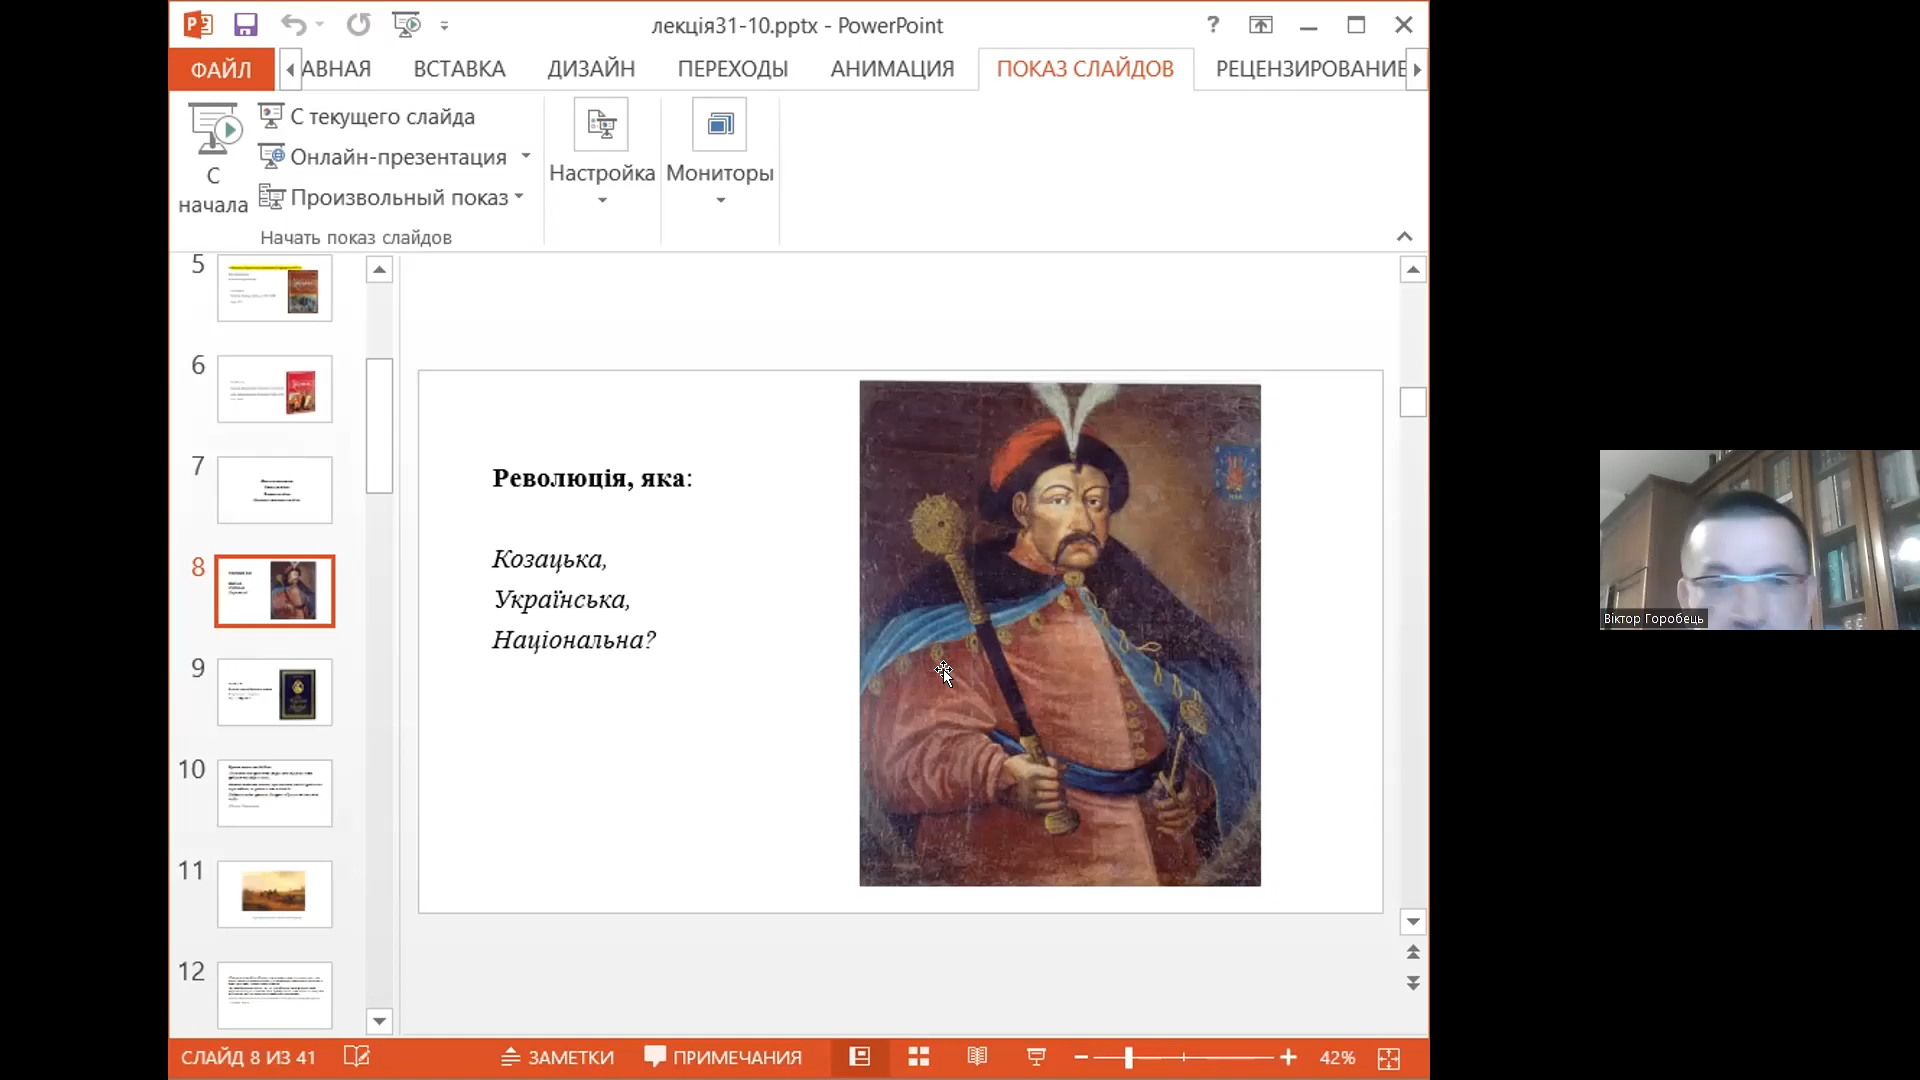 лекція31-10.pptx - PowerPoint
ФАЙЛ
АВНАЯ
ВСТАВКА
ДИЗАЙН
ПЕРЕХОДЫ
АНИМАЦИЯ
ПОКАЗ СЛАЙДОВ
РЕЦЕНЗИРОВАНИЕ
С начала
С текущего слайда
Онлайн-презентация
Произвольный показ
Настройка
Мониторы
Начать показ слайдов
5
6
7
8
9
10
11
12
Революція, яка:
Козацька,
Українська,
Національна?
Віктор Горобець
СЛАЙД 8 ИЗ 41
ЗАМЕТКИ
ПРИМЕЧАНИЯ
42%